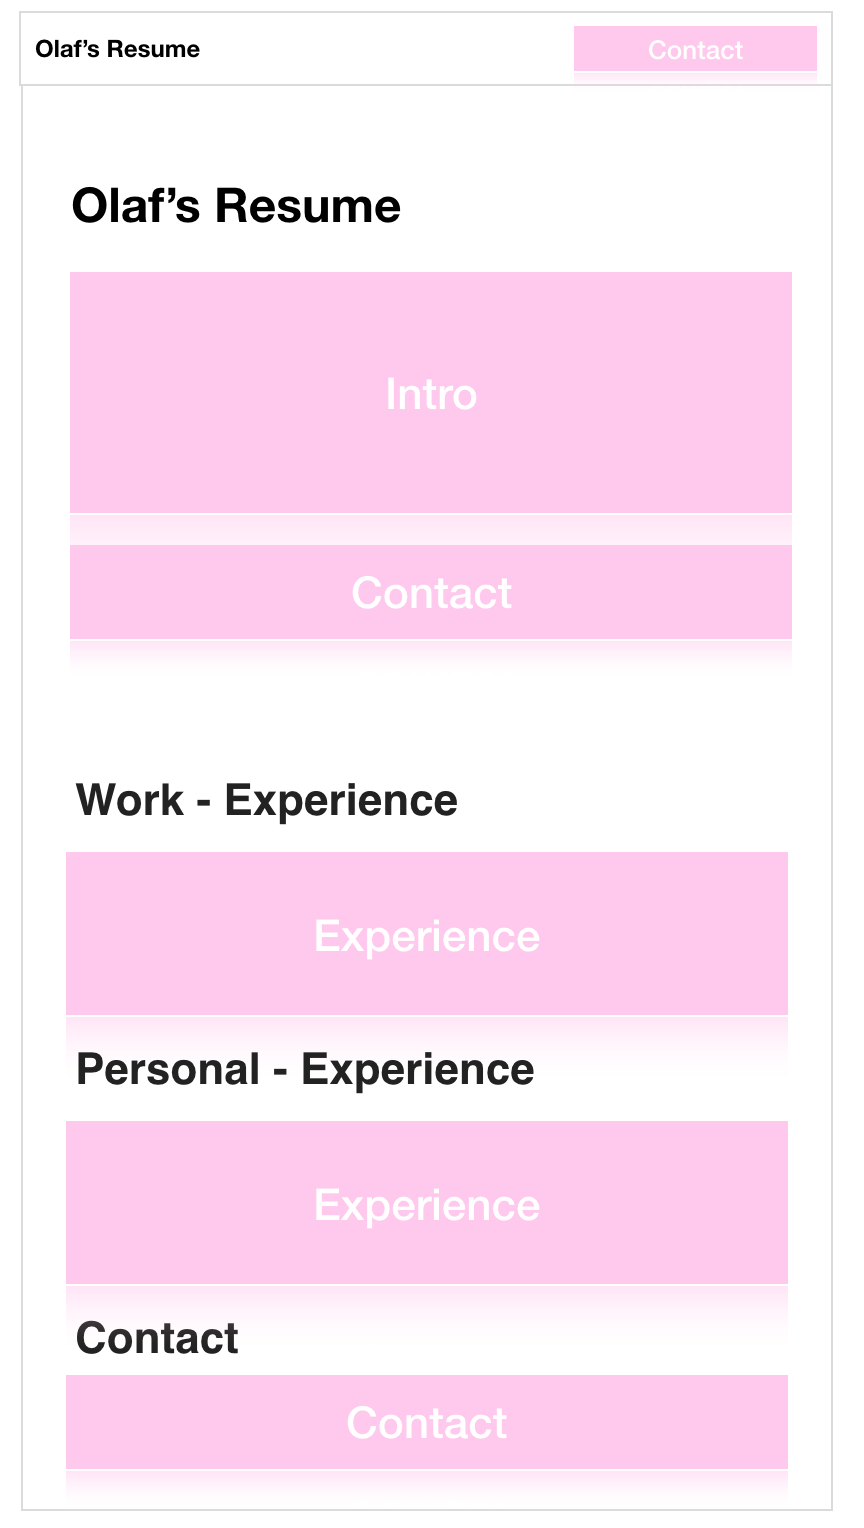 Olaf’s Resume
Contact
Olaf’s Resume
Intro
Contact
Work - Experience
Experience
Personal - Experience
Experience
Contact
Contact